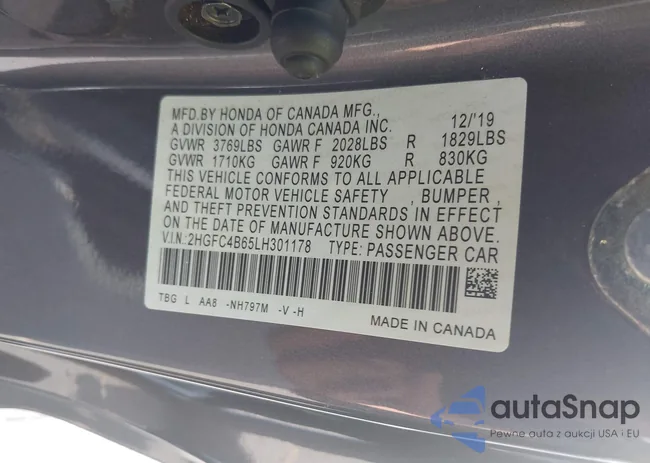 MFD.BY HONDA OF CANADA MFG.,
A DIVISION OF HONDA CANADA INC. 12/'19
GVWR 3769LBS GAWR F 2028LBS R 1829LBS
GVWR 1710KG GAWR F 920KG R 830KG
THIS VEHICLE CONFORMS TO ALL APPLICABLE
FEDERAL MOTOR VEHICLE SAFETY , BUMPER ,
AND THEFT PREVENTION STANDARDS IN EFFECT
ON THE DATE OF MANUFACTURE SHOWN ABOVE.
V.I.N.:2HGFC4B65LH301178 TYPE: PASSENGER CAR
TBG L AA6 -NH797M -V -H
MADE IN CANADA
autaSnap
Pewne auta z aukcji USA i EU